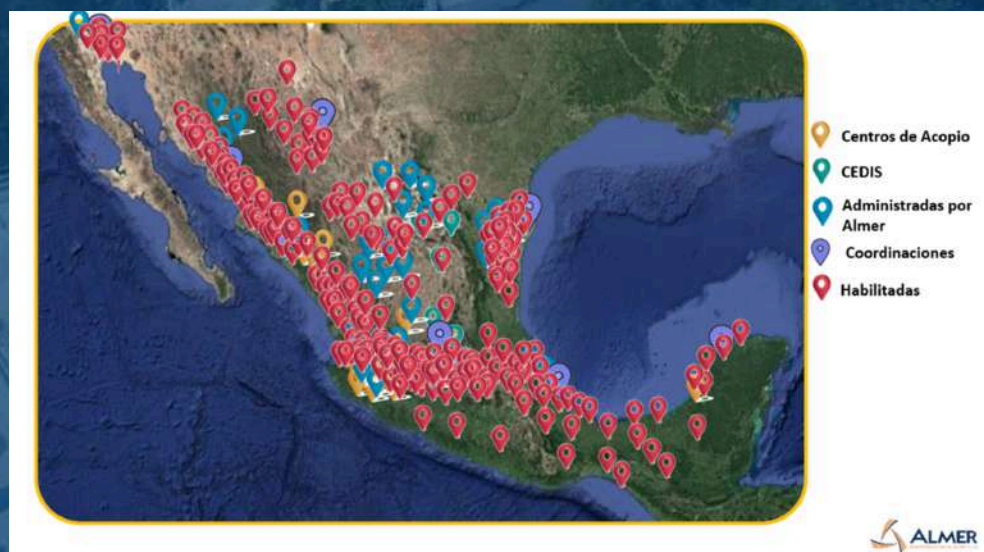 Centros de Acopio
CEDIS
Administradas por
Almer
Coordinaciones
Habilitadas
ALMER